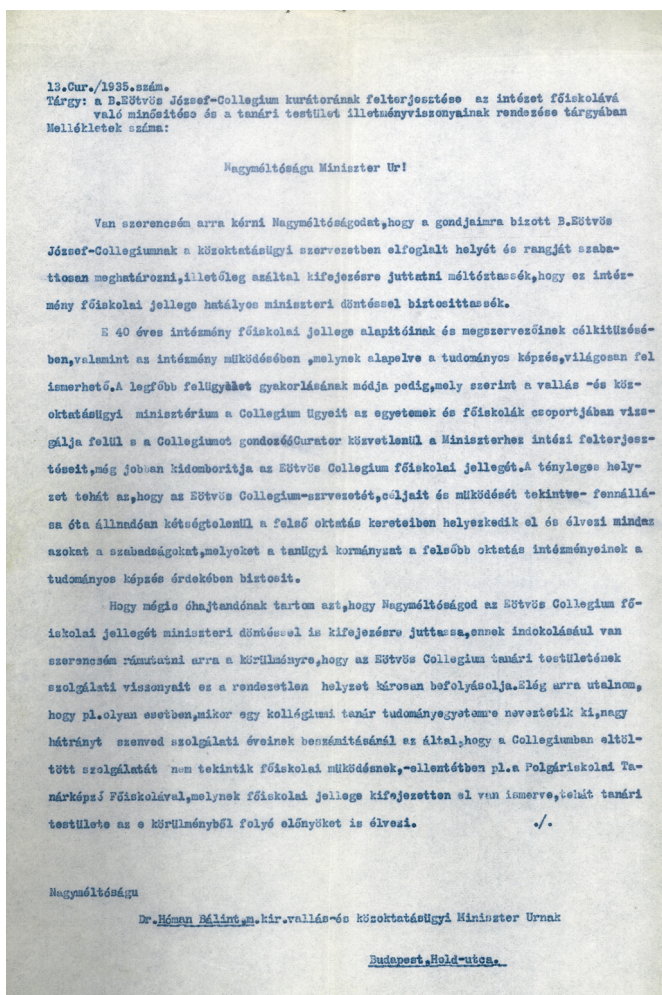 13.Cur./1935.szám.
Tárgy: a B.Eötvös József-Collegium kurátorának felterjesztése az intézet főiskolává
való minősitése és a tanári testület illetményviszonyainak rendezése tárgyában
Mellékletek száma:
Nagyméltóságu Miniszter Ur!
Van szerencsém arra kérni Nagyméltóságodat,hogy a gondjaimra bizott B.Eötvös
József-Collegiumnak a közoktatásügyi szervezetben elfoglalt helyét és rangját szaba-
tosan meghatározni,illetőleg azáltal kifejezésre juttatni méltóztassék,hogy ez intéz-
mény főiskolai jellege hatályos miniszteri döntéssel biztosittassék.
E 40 éves intézmény főiskolai jellege alapitóinak és megszervezőinek célkitüzésé-
ben,valamint az intézmény müködésében ,melynek alapelve a tudományos képzés,világosan fel
ismerhető.A legfőbb felügyelet gyakorlásának módja pedig,mely szerint a vallás -és köz-
oktatásügyi minisztérium a Collegium ügyeit az egyetemek és főiskolák csoportjában vizs-
gálja felül s a Collegiumot gondozóóCurator közvetlenül a Miniszterhez intézi felterjesz-
téseit,még jobban kidomboritja az Eötvös Collegium főiskolai jellegét.A tényleges hely-
zet tehát az,hogy az Eötvös Collegium-szrvezetét,céljait és müködését tekintve- fennállá-
sa óta állnadóan kétségtelenül a felső oktatás kereteiben helyezkedik el és élvezi mindaz
azokat a szabadságokat,melyeket a tanügyi kormányzat a felsőbb oktatás intézményeinek a
tudományos képzés érdekében biztosit.
Hogy mégis óhajtandónak tartom azt,hogy Nagyméltóságod az Eötvös Collegium fő-
iskolai jellegét miniszteri döntéssel is kifejezésre juttassa,ennek indokolásául van
szerencsém rámutatni arra a körülményre,hogy az Eötvös Collegium tanári testületének
szolgálati viszonyait ez a rendezetlen helyzet károsan befolyásolja.Elég arra utalnom,
hogy pl.olyan esetben,mikor egy kollégiumi tanár tudományegyetemre neveztetik ki,nagy
hátrányt szenved szolgálati éveinek beszámitásánál az által,hogy a Collegiumban eltöl-
tött szolgálatát nem tekintik főiskolai müködésnek,-ellentétben pl.a Polgáriskolai Ta-
nárképző Főiskolával,melynek főiskolai jellege kifejezetten el van ismerve,tehát tanári
testülete az e körülményből folyó előnyöket is élvezi. ./.
Nagyméltóságu
Dr.Hóman Bálint,m.kir.vallás-és közoktatásügyi Miniszter Urnak
Budapest.Hold-utca.